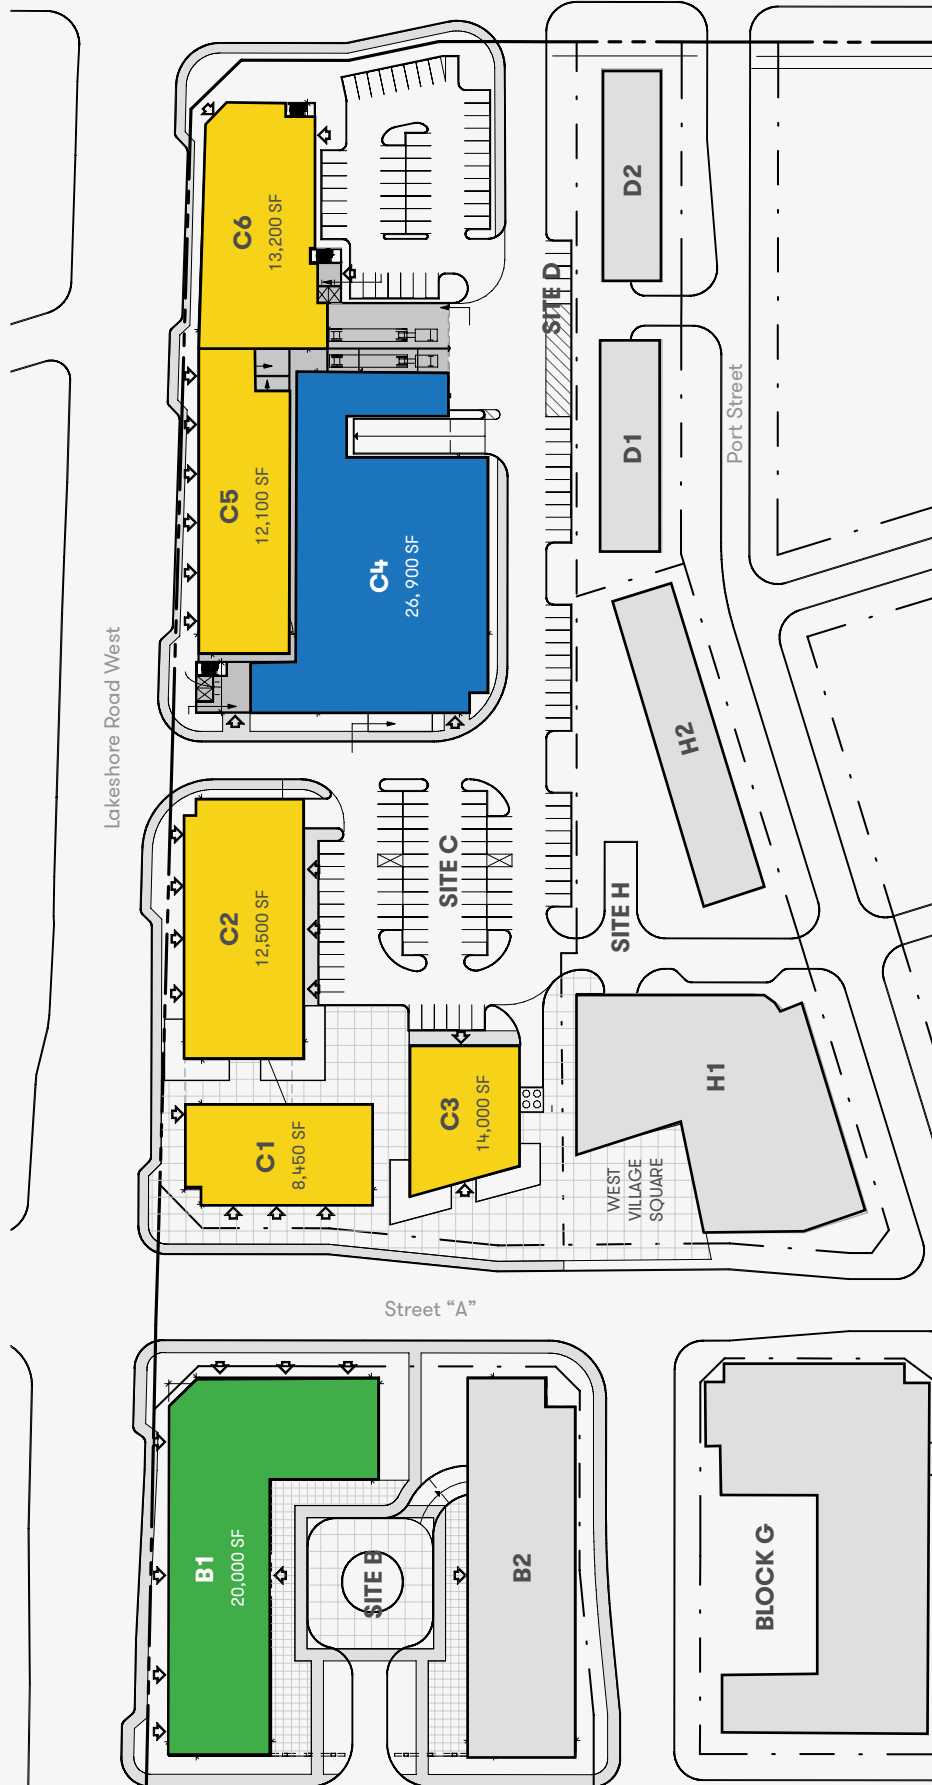 D2
C6
13,200 SF
SITE D
D1
Port Street
C5
12,100 SF
C4
26, 900 SF
Lakeshore Road West
H2
SITE C
C2
12,500 SF
SITE H
H1
C3
14,000 SF
C1
8,450 SF
WEST
VILLAGE
SQUARE
Street “A”
B1
20,000 SF
SITE B
B2
BLOCK G